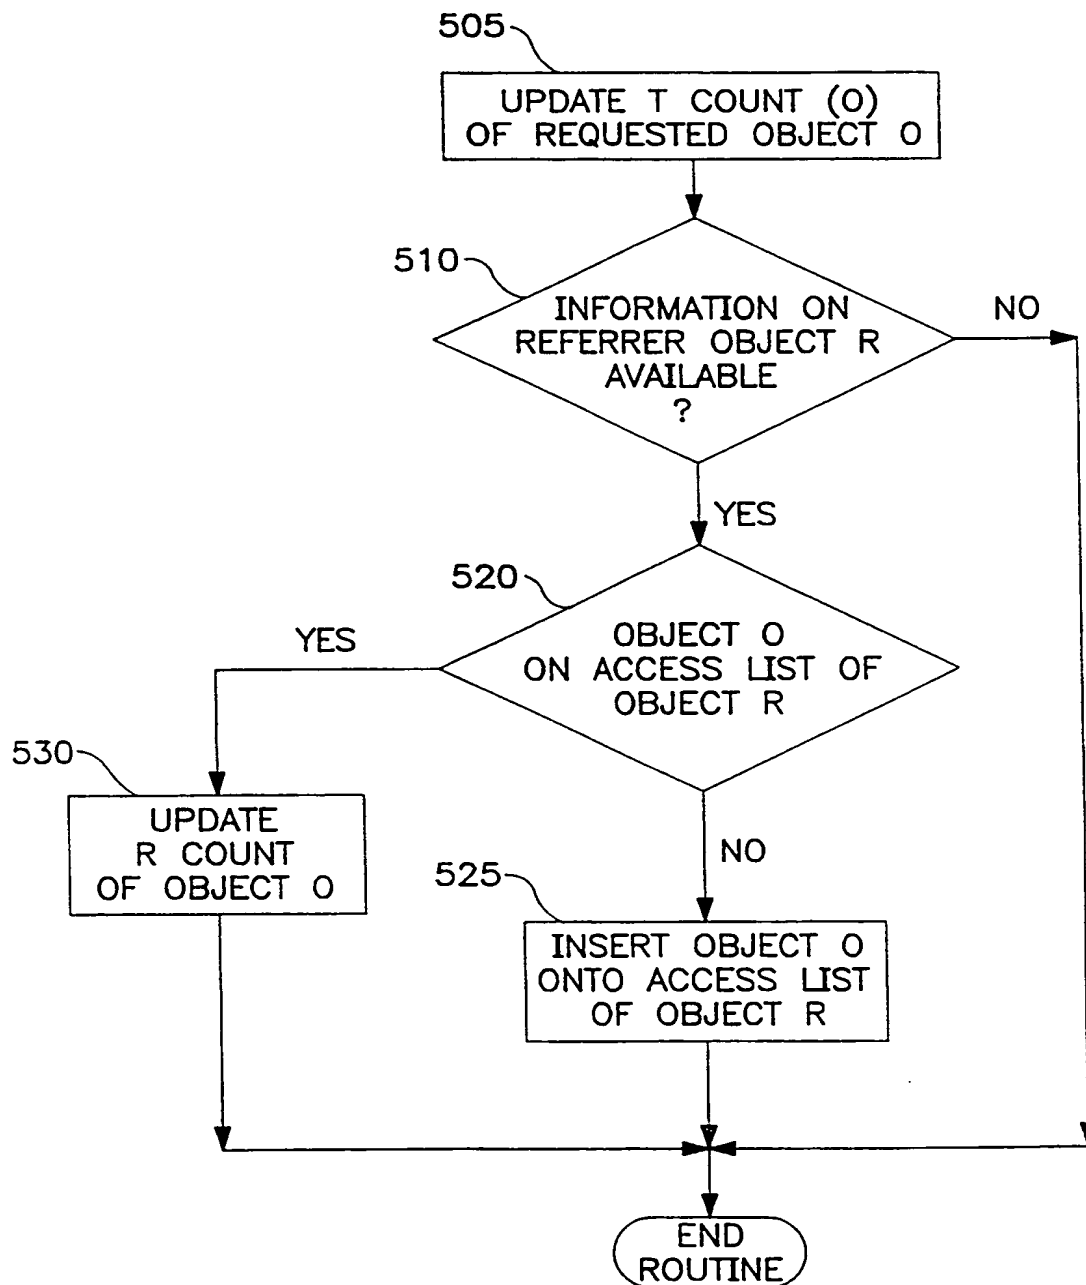 505
UPDATE T COUNT (O)
OF REQUESTED OBJECT O
510
INFORMATION ON
REFERRER OBJECT R
AVAILABLE
?
NO
YES
520
OBJECT O
ON ACCESS LIST OF
OBJECT R
YES
530
UPDATE
R COUNT
OF OBJECT O
NO
525
INSERT OBJECT O
ONTO ACCESS LIST
OF OBJECT R
END
ROUTINE